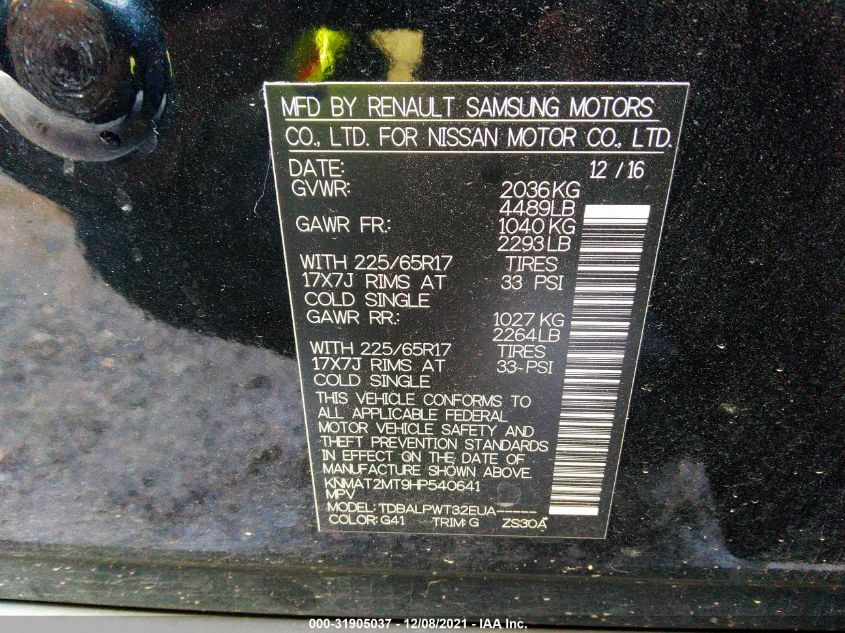 MFD BY RENAULT SAMSUNG MOTORS
CO., LTD. FOR NISSAN MOTOR CO., LTD.
DATE: 12 / 16
GVWR: 2036 KG
4489LB
GAWR FR: 1040 KG
2293 LB
WITH 225/65R17 TIRES
17X7J RIMS AT 33 PSI
COLD SINGLE
GAWR RR: 1027 KG
2264 LB
WITH 225/65R17 TIRES
17X7J RIMS AT 33 PSI
COLD SINGLE
THIS VEHICLE CONFORMS TO
ALL APPLICABLE FEDERAL
MOTOR VEHICLE SAFETY AND
THEFT PREVENTION STANDARDS
IN EFFECT ON THE DATE OF
MANUFACTURE SHOWN ABOVE.
KNMAT2MT9HP540641
MPV
MODEL: TDBALPWT32EUA-----
COLOR: G41 TRIM: G ZS30A
000-31905037 - 12/08/2021 - IAA Inc.